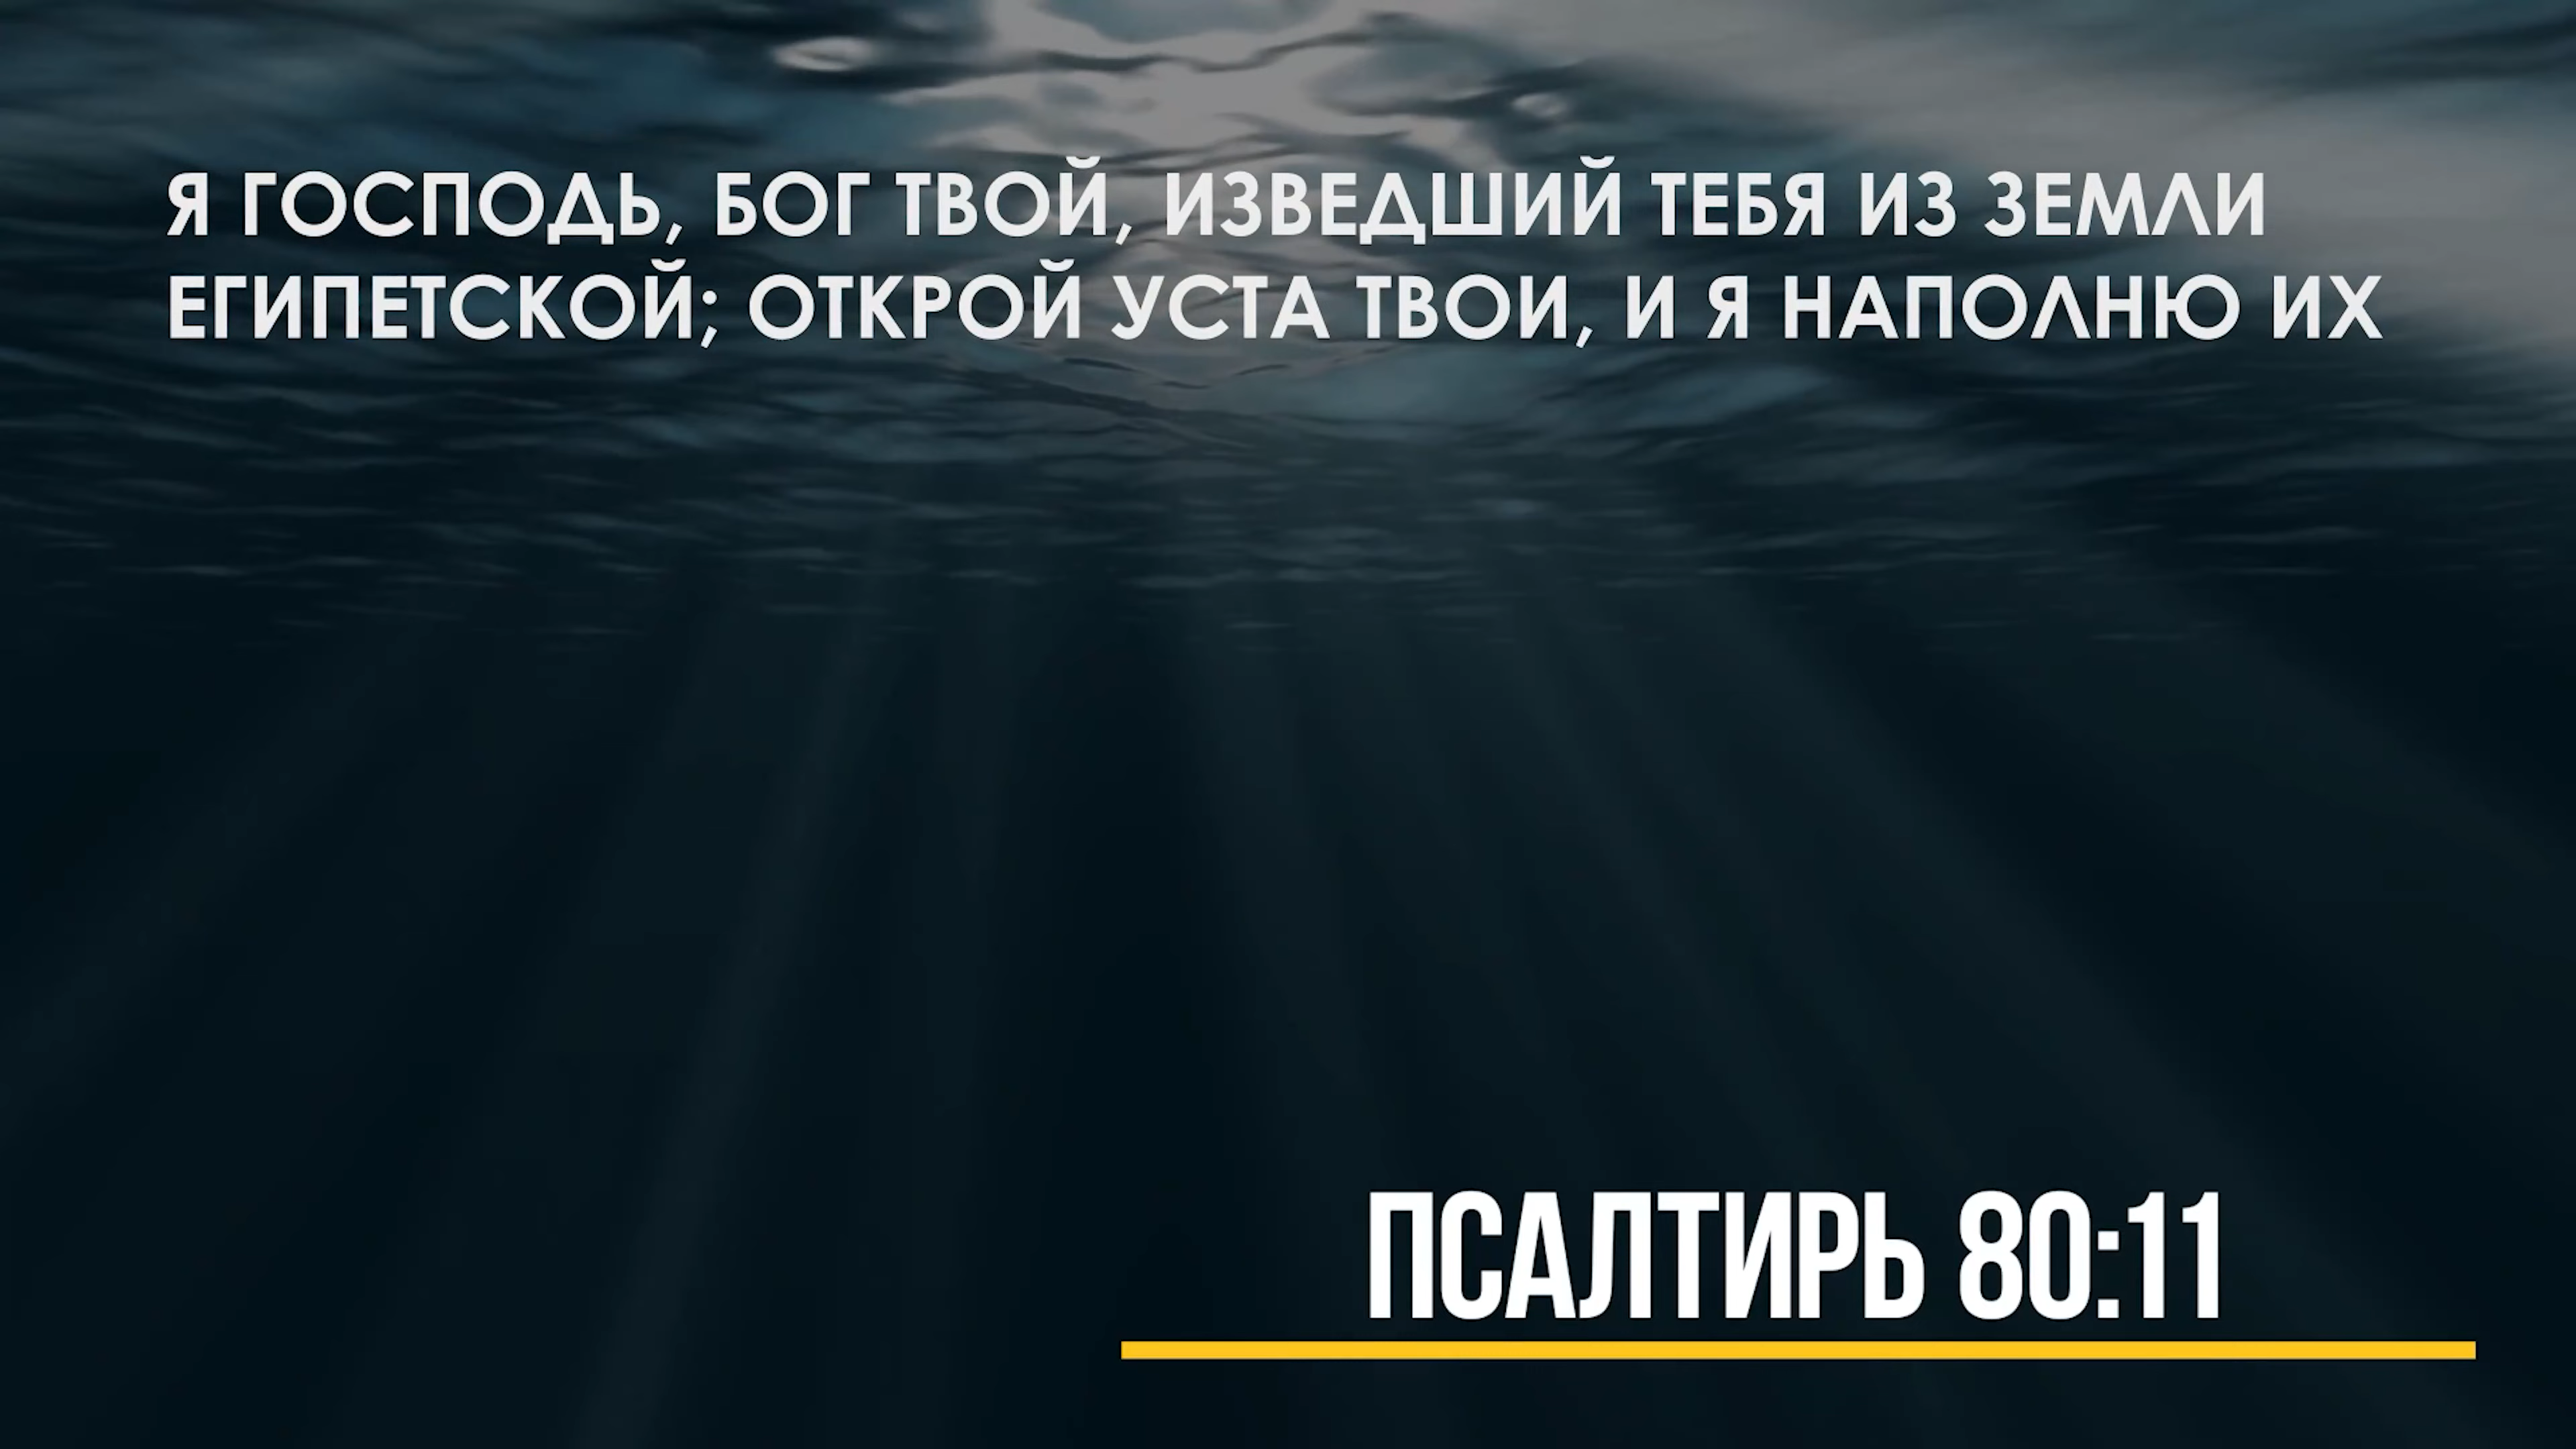 Я ГОСПОДЬ, БОГ ТВОЙ, ИЗВЕДШИЙ ТЕБЯ ИЗ ЗЕМЛИ
ЕГИПЕТСКОЙ; ОТКРОЙ УСТА ТВОИ, И Я НАПОЛНЮ ИХ
ПСАЛТИРЬ 80:11